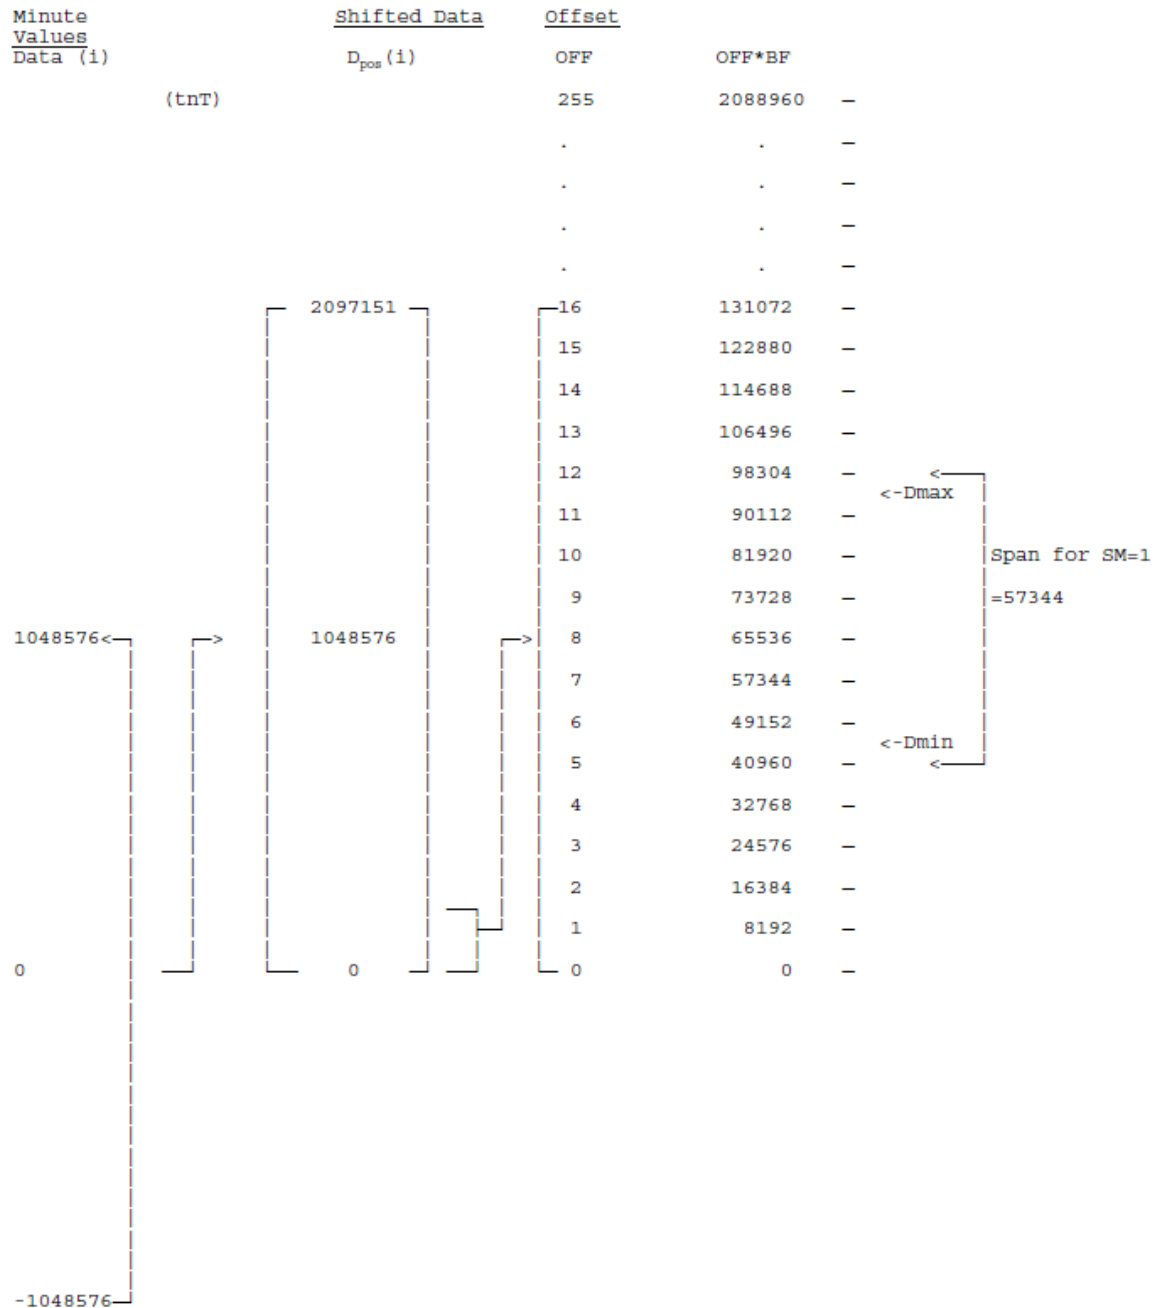 Minute Shifted Data Offset
Values
Data (i) Dpos(i) OFF OFF*BF
(tnT) 255 2088960 —
. . —
. . —
. . —
. . —
2097151 16 131072 —
15 122880 —
14 114688 —
13 106496 —
12 98304 — <
<-Dmax
11 90112 —
10 81920 — Span for SM=1
9 73728 — =57344
1048576< > 1048576 > 8 65536 —
7 57344 —
6 49152 —
<-Dmin
5 40960 — <
4 32768 —
3 24576 —
2 16384 —
1 8192 —
0 0 0 0 —
-1048576